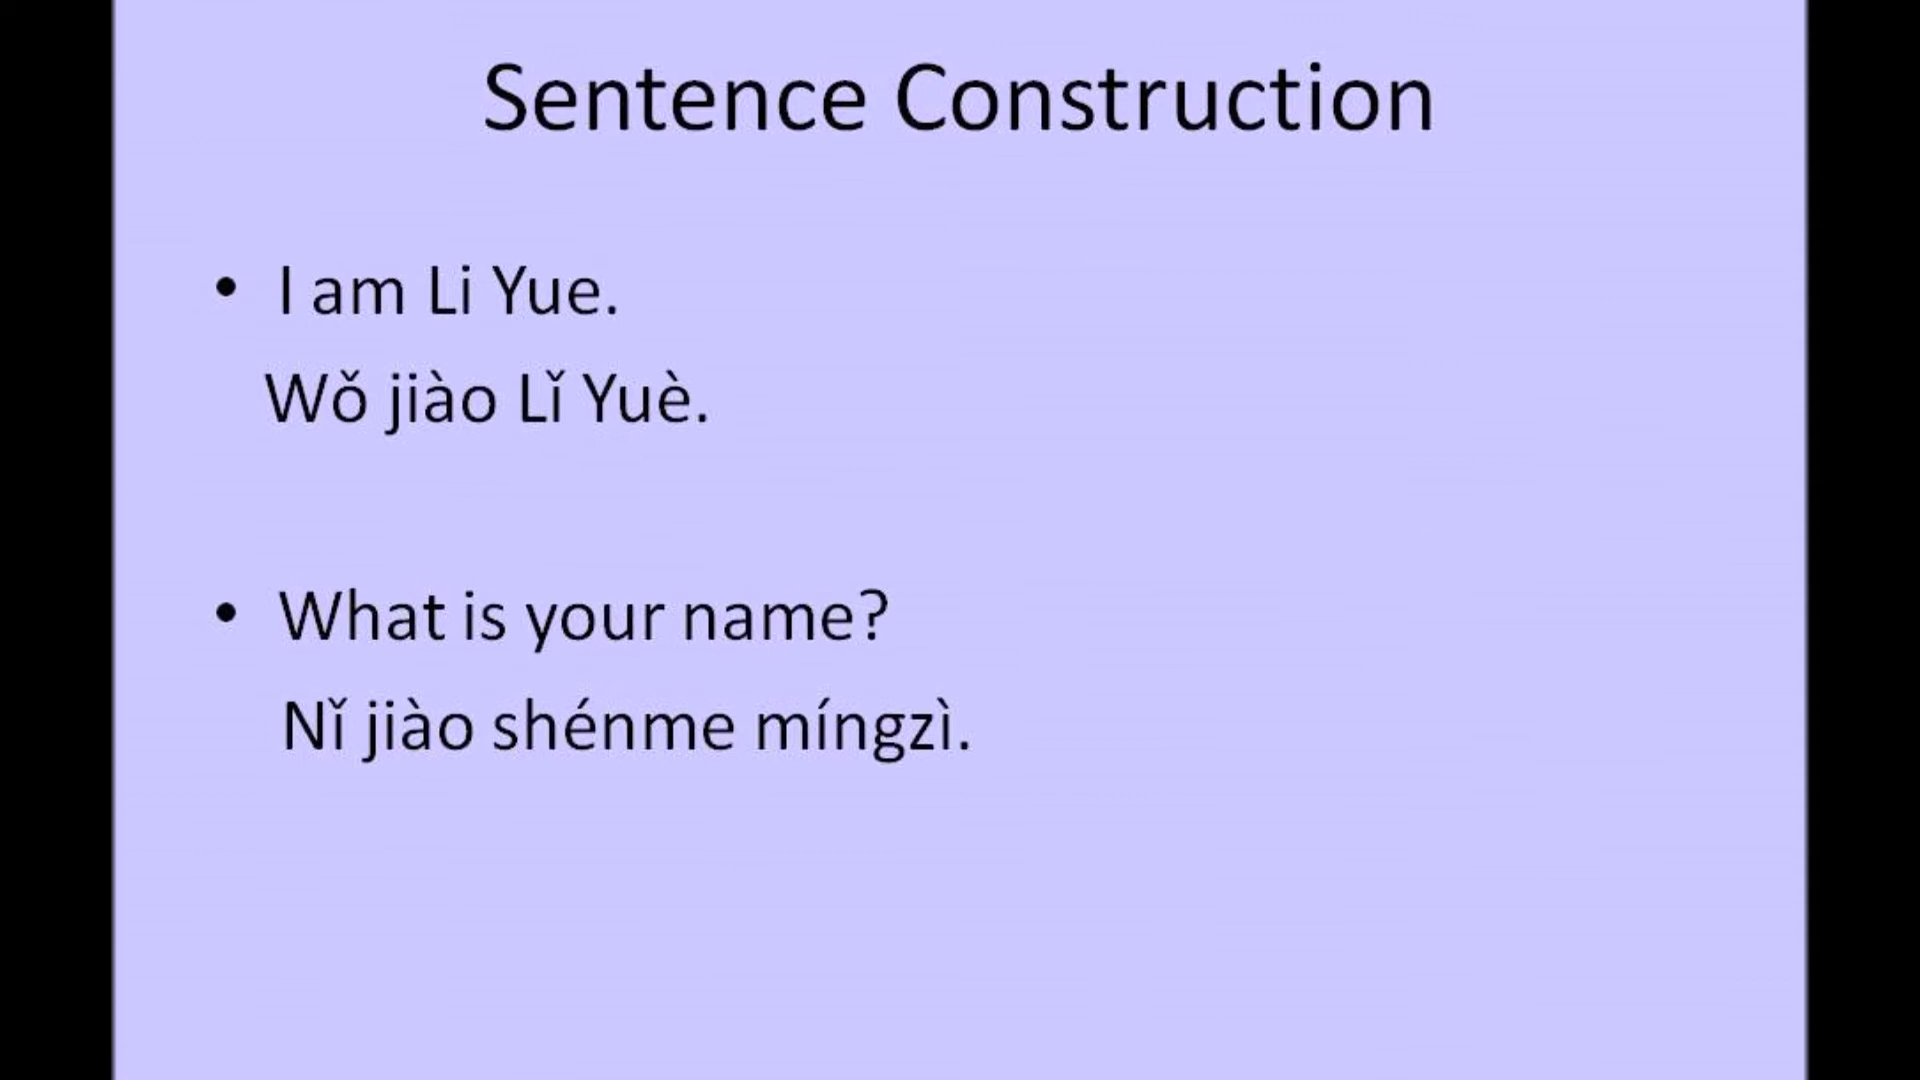 Sentence Construction
• I am Li Yue.
Wǒ jiào Lǐ Yuè.
• What is your name?
Nǐ jiào shénme míngzì.